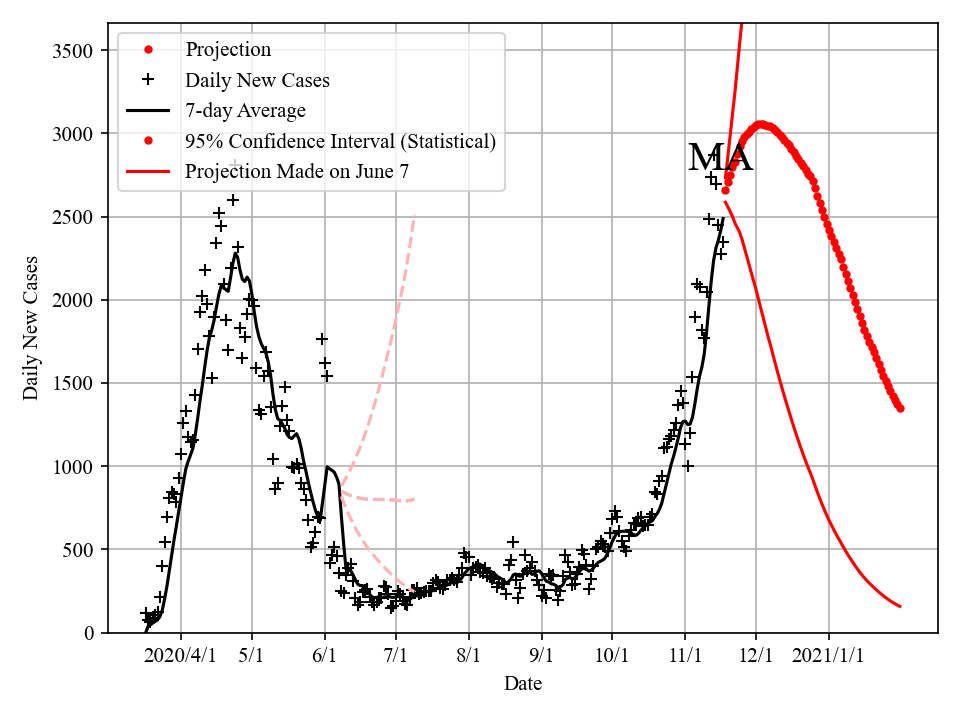 3500
3000
2500
2000
1500
1000
500
0
Daily New Cases
Projection
Daily New Cases
7-day Average
95% Confidence Interval (Statistical)
Projection Made on June 7
MA
2020/4/1 5/1 6/1 7/1 8/1 9/1 10/1 11/1 12/1 2021/1/1
Date